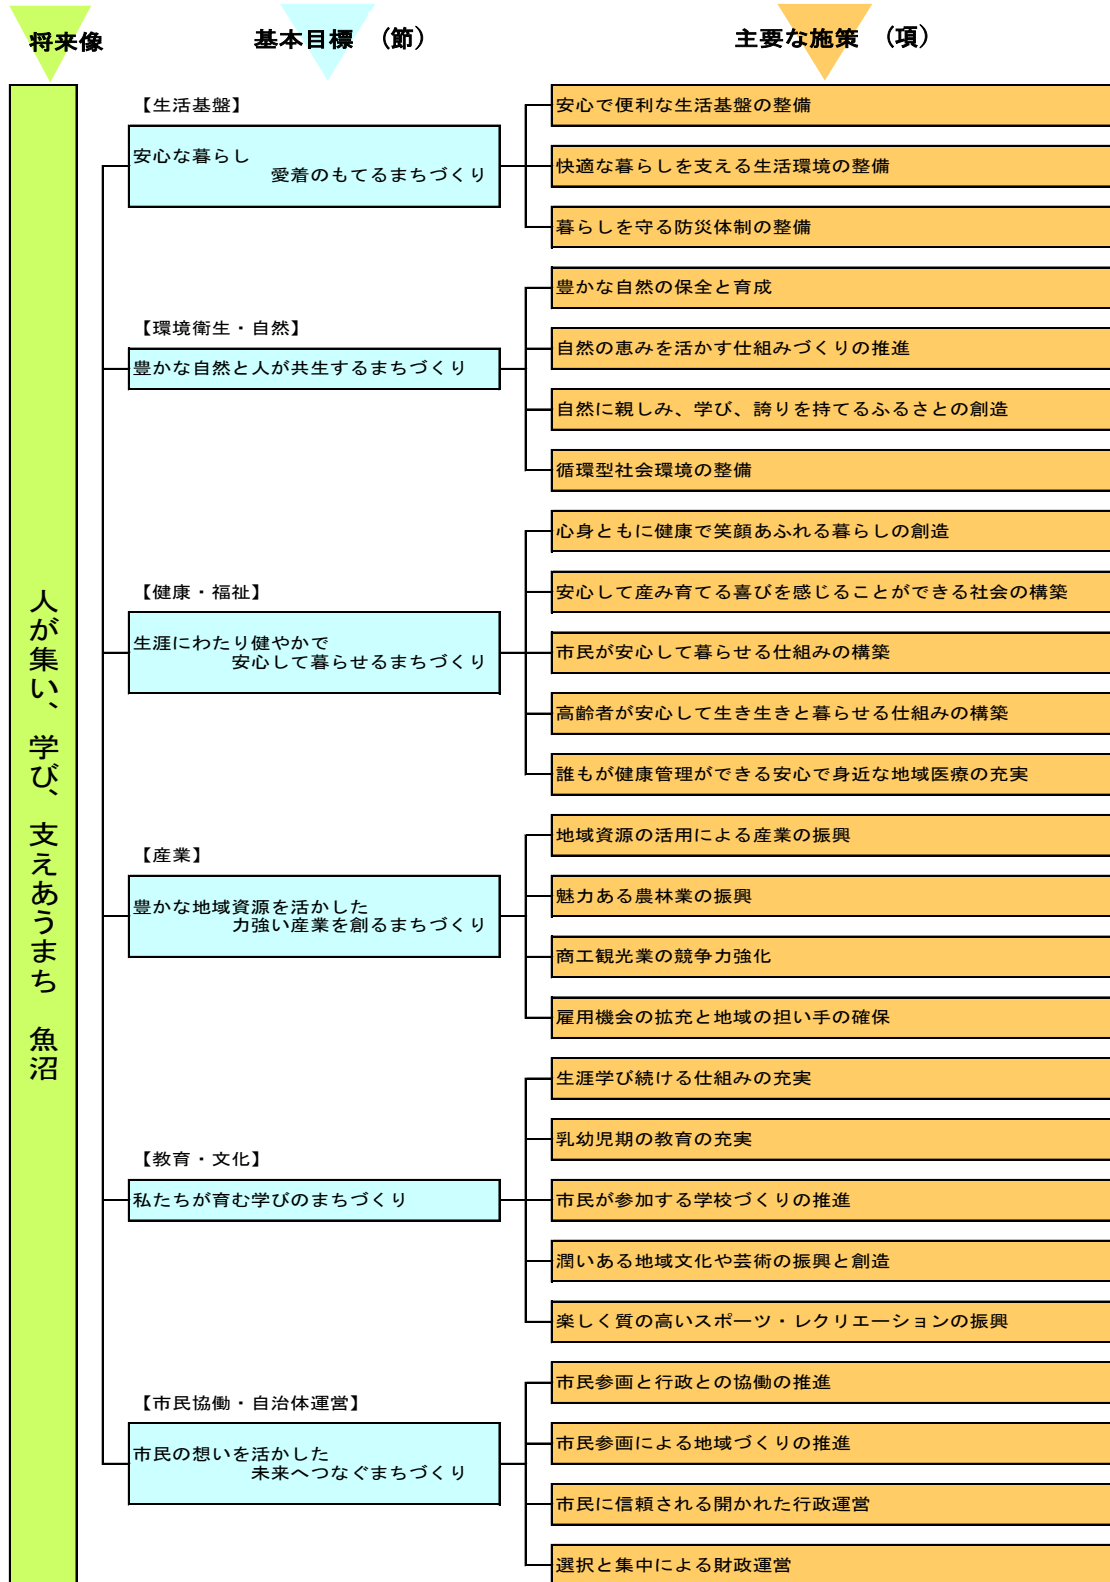 将来像
基本目標 (節)
主要な施策 (項)
人が集い、学び、支えあうまち 魚沼
【生活基盤】
安心な暮らし
愛着のもてるまちづくり
安心で便利な生活基盤の整備
快適な暮らしを支える生活環境の整備
暮らしを守る防災体制の整備
【環境衛生・自然】
豊かな自然と人が共生するまちづくり
豊かな自然の保全と育成
自然の恵みを活かす仕組みづくりの推進
自然に親しみ、学び、誇りを持てるふるさとの創造
循環型社会環境の整備
【健康・福祉】
生涯にわたり健やかで
安心して暮らせるまちづくり
心身ともに健康で笑顔あふれる暮らしの創造
安心して産み育てる喜びを感じることができる社会の構築
市民が安心して暮らせる仕組みの構築
高齢者が安心して生き生きと暮らせる仕組みの構築
誰もが健康管理ができる安心で身近な地域医療の充実
【産業】
豊かな地域資源を活かした
力強い産業を創るまちづくり
地域資源の活用による産業の振興
魅力ある農林業の振興
商工観光業の競争力強化
雇用機会の拡充と地域の担い手の確保
【教育・文化】
私たちが育む学びのまちづくり
生涯学び続ける仕組みの充実
乳幼児期の教育の充実
市民が参加する学校づくりの推進
潤いある地域文化や芸術の振興と創造
楽しく質の高いスポーツ・レクリエーションの振興
【市民協働・自治体運営】
市民の想いを活かした
未来へつなぐまちづくり
市民参画と行政との協働の推進
市民参画による地域づくりの推進
市民に信頼される開かれた行政運営
選択と集中による財政運営